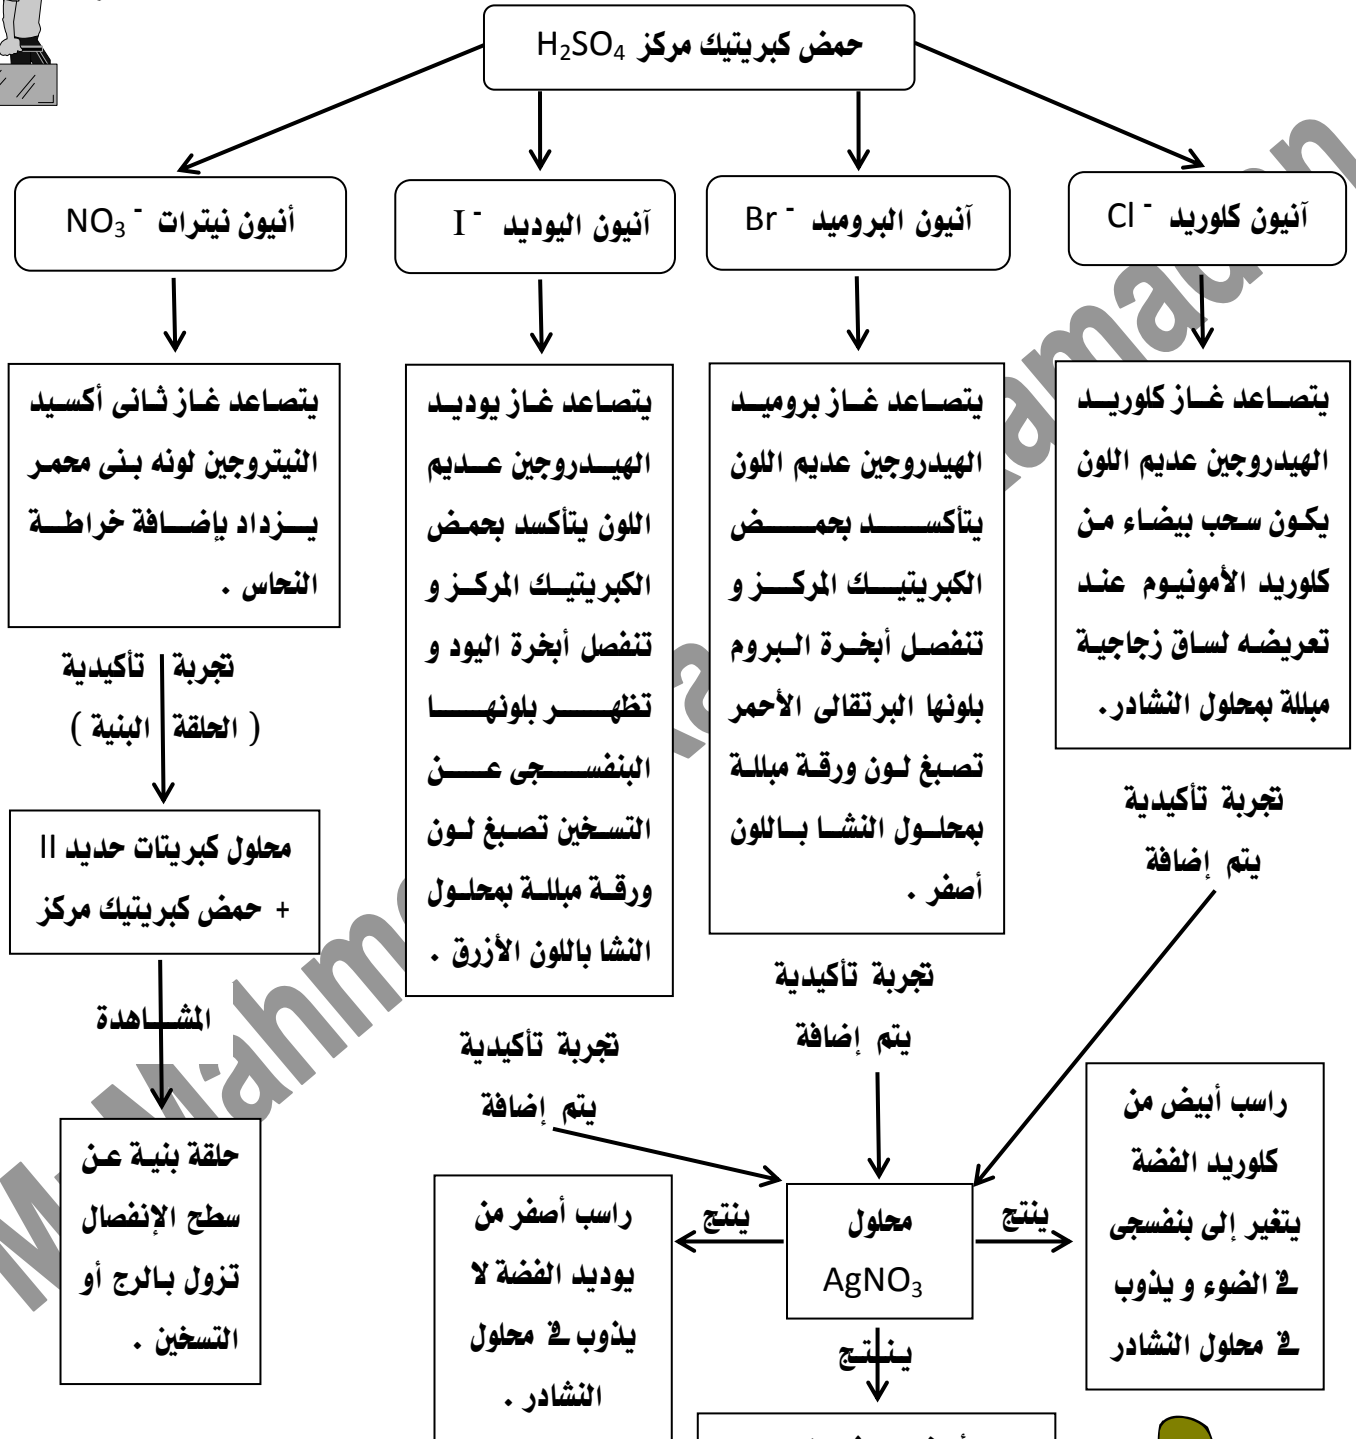 حمض كبريتيك مركز H₂SO₄
آنيون كلوريد Cl⁻
آنيون البروميد Br⁻
آنيون اليوديد I⁻
أنيون نيترات NO₃⁻
يتصاعد غاز كلوريد
الهيدروجين عديم اللون
يكون سحب بيضاء من
كلوريد الأمونيوم عند
تعريضه لساق زجاجية
مبللة بمحلول النشادر.
يتصاعد غاز بروميد
الهيدروجين عديم اللون
يتأكسد بحمض
الكبريتيك المركز و
تنفصل أبخرة البروم
بلونها البرتقالى الأحمر
تصبغ لون ورقة مبللة
بمحلول النشا باللون
أصفر .
يتصاعد غاز يوديد
الهيدروجين عديم
اللون يتأكسد بحمض
الكبريتيك المركز و
تنفصل أبخرة اليود و
تظهر بلونها
البنفسجى عن
التسخين تصبغ لون
ورقة مبللة بمحلول
النشا باللون الأزرق .
يتصاعد غاز ثانى أكسيد
النيتروجين لونه بنى محمر
يزداد بإضافة خراطة
النحاس .
تجربة تأكيدية
يتم إضافة
تجربة تأكيدية
يتم إضافة
تجربة تأكيدية
يتم إضافة
تجربة تأكيدية
( الحلقة البنية )
محلول كبريتات حديد II
+ حمض كبريتيك مركز
المشاهدة
حلقة بنية عن
سطح الإنفصال
تزول بالرج أو
التسخين .
محلول
AgNO₃
ينتج
راسب أبيض من
كلوريد الفضة
يتغير إلى بنفسجى
فى الضوء و يذوب
فى محلول النشادر
ينتج
راسب أصفر من
يوديد الفضة لا
يذوب فى محلول
النشادر .
ينتج